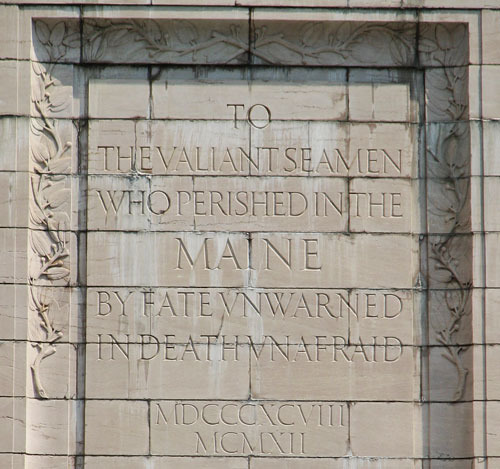 TO
THE VALIANT SEAMEN
WHO PERISHED IN THE
MAINE
BY FATE VNWARNED
IN DEATH VNAFRAID
MDCCCXCVIII
MCMXII